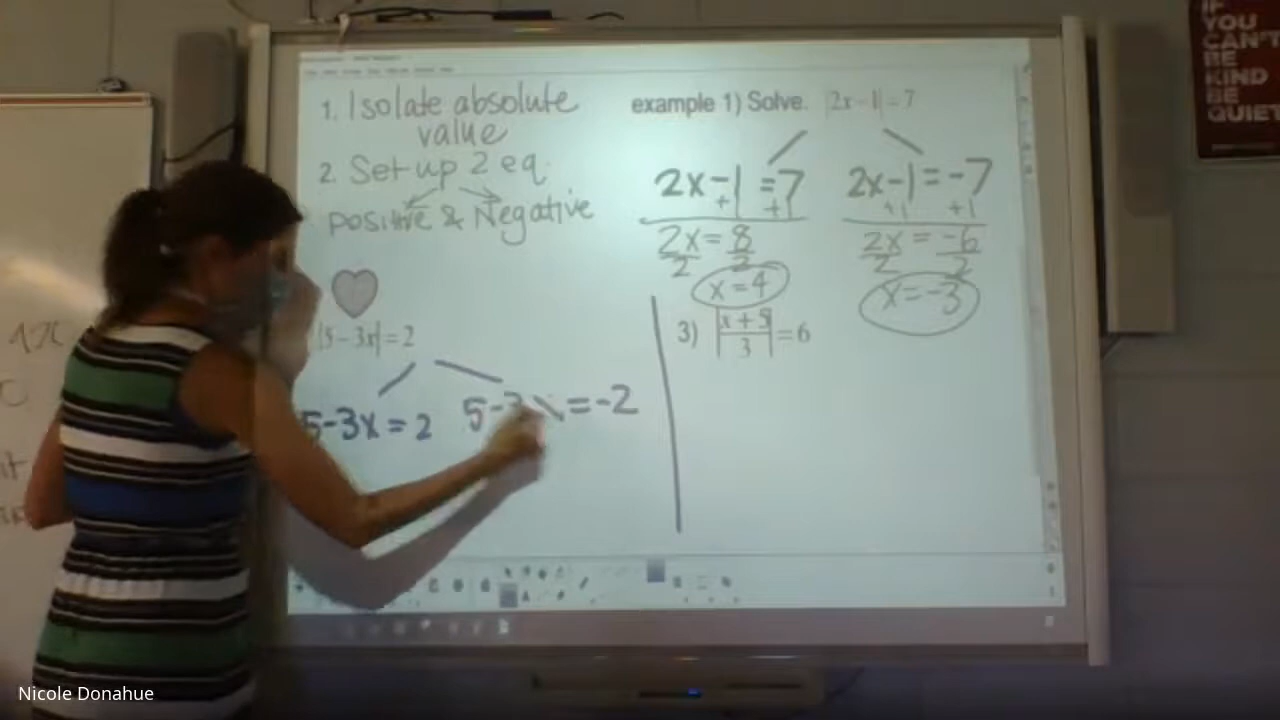 1. Isolate absolute
value
2 Set up 2 eq.
positive & Negative
|5-3x|=2
5-3x=2
5-3x=-2
example 1) Solve. |2x-1|=7
2x-1=7
+1 +1
2x=8
2 2
x=4
2x-1=-7
+1 +1
2x=-6
2 2
x=-3
3) |x+5/3|=6
IF
YOU
CAN'T
BE
KIND
BE
QUIET
Nicole Donahue